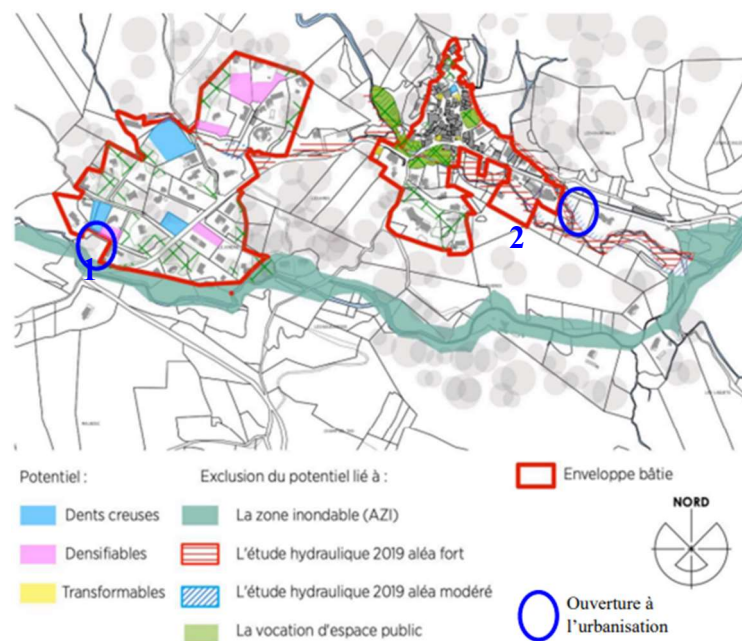 1
2
Potentiel :
Exclusion du potentiel lié à :
Enveloppe bâtie
Dents creuses
La zone inondable (AZI)
NORD
Densifiables
L'étude hydraulique 2019 aléa fort
Transformables
L'étude hydraulique 2019 aléa modéré
Ouverture à
l'urbanisation
La vocation d'espace public